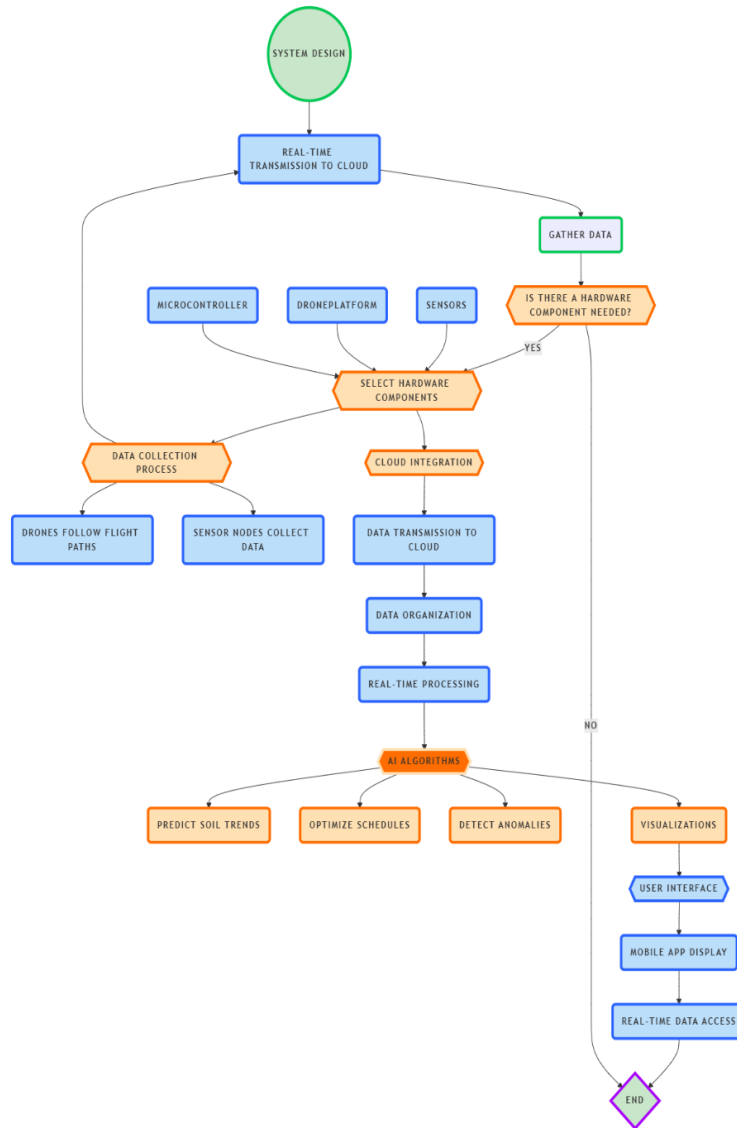 SYSTEM DESIGN
REAL-TIME
TRANSMISSION TO CLOUD
GATHER DATA
MICROCONTROLLER
DRONEPLATFORM
SENSORS
IS THERE A HARDWARE
COMPONENT NEEDED?
YES
SELECT HARDWARE
COMPONENTS
DATA COLLECTION
PROCESS
CLOUD INTEGRATION
DRONES FOLLOW FLIGHT
PATHS
SENSOR NODES COLLECT
DATA
DATA TRANSMISSION TO
CLOUD
DATA ORGANIZATION
REAL-TIME PROCESSING
NO
AI ALGORITHMS
PREDICT SOIL TRENDS
OPTIMIZE SCHEDULES
DETECT ANOMALIES
VISUALIZATIONS
USER INTERFACE
MOBILE APP DISPLAY
REAL-TIME DATA ACCESS
END